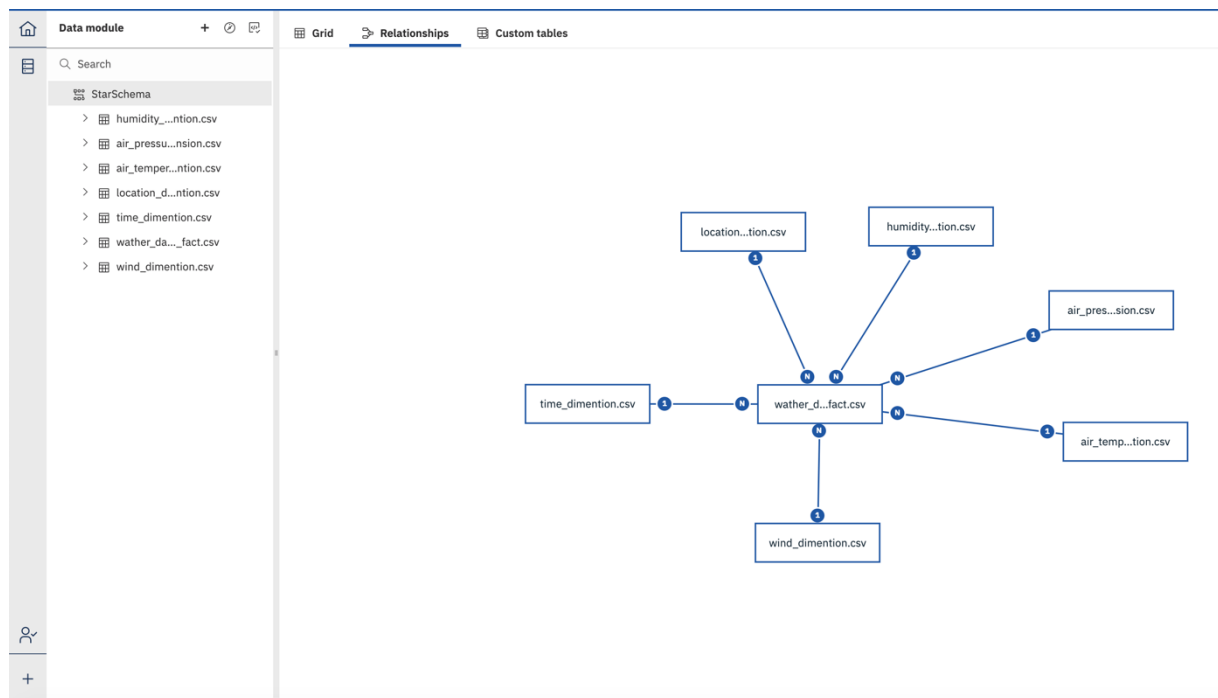 Data module
Grid
Relationships
Custom tables
Search
StarSchema
humidity_...ntion.csv
air_pressu...nsion.csv
air_temper...ntion.csv
location_d...ntion.csv
time_dimention.csv
wather_da..._fact.csv
wind_dimention.csv
location...tion.csv
humidity...tion.csv
1
1
air_pres...sion.csv
1
N
N
N
time_dimention.csv
1
N
wather_d...fact.csv
N
1
air_temp...tion.csv
N
1
wind_dimention.csv